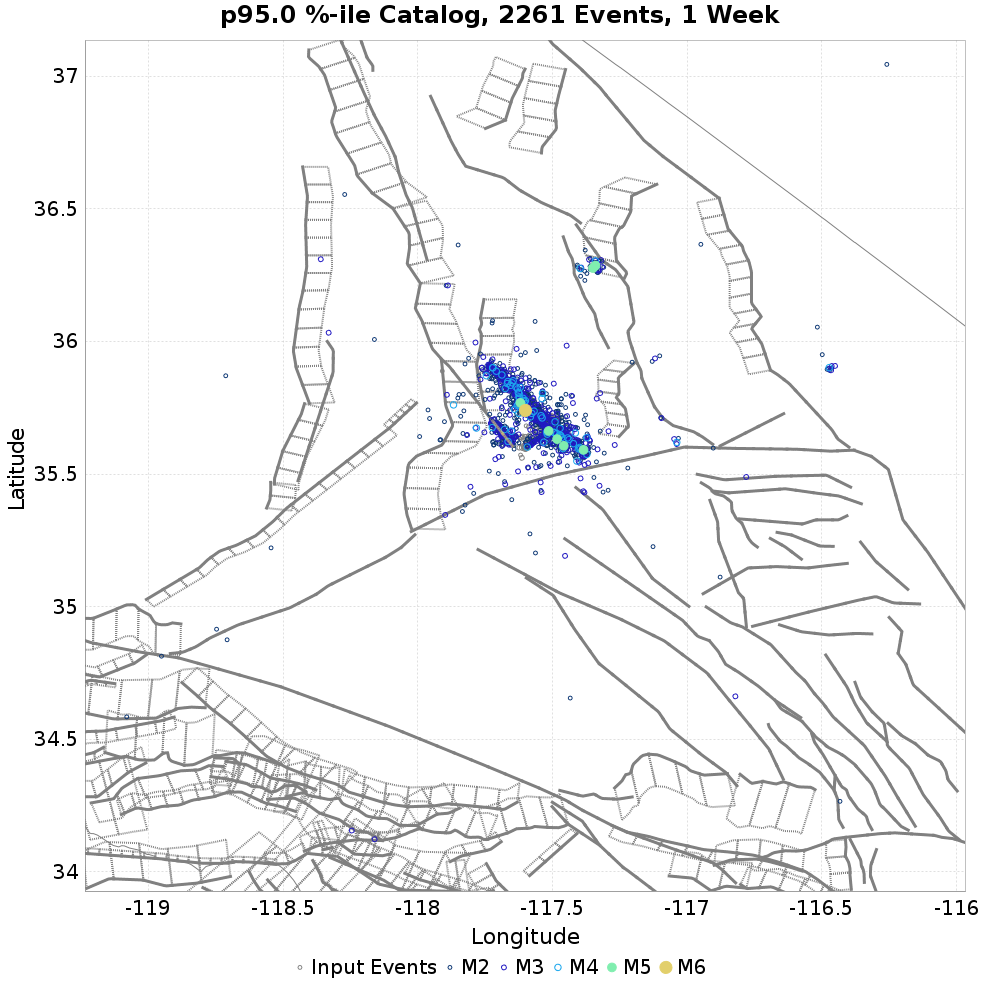 p95.0 %-ile Catalog, 2261 Events, 1 Week
37
36.5
36
35.5
35
34.5
34
Latitude
-119 -118.5 -118 -117.5 -117 -116.5 -116
Longitude
Input Events M2 M3 M4 M5 M6